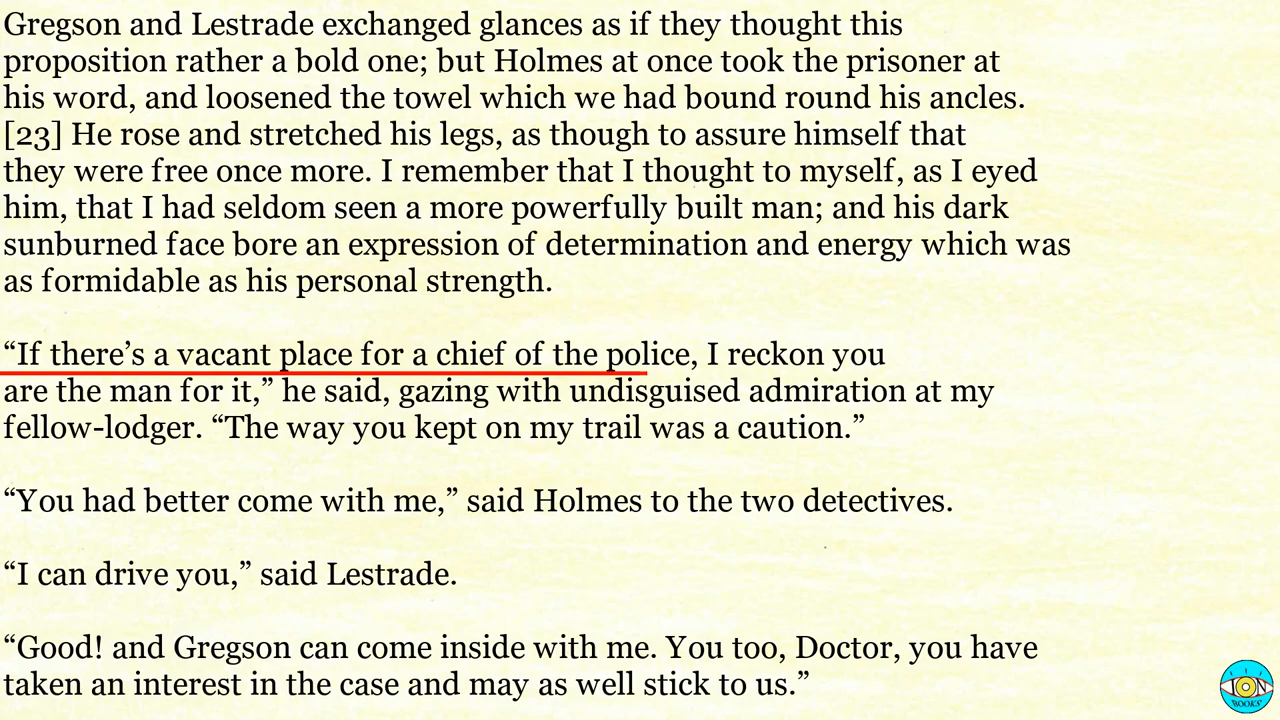 Gregson and Lestrade exchanged glances as if they thought this
proposition rather a bold one; but Holmes at once took the prisoner at
his word, and loosened the towel which we had bound round his ancles.
[23] He rose and stretched his legs, as though to assure himself that
they were free once more. I remember that I thought to myself, as I eyed
him, that I had seldom seen a more powerfully built man; and his dark
sunburned face bore an expression of determination and energy which was
as formidable as his personal strength.
“If there’s a vacant place for a chief of the police, I reckon you
are the man for it,” he said, gazing with undisguised admiration at my
fellow-lodger. “The way you kept on my trail was a caution.”
“You had better come with me,” said Holmes to the two detectives.
“I can drive you,” said Lestrade.
“Good! and Gregson can come inside with me. You too, Doctor, you have
taken an interest in the case and may as well stick to us.”
ION
BOOKS